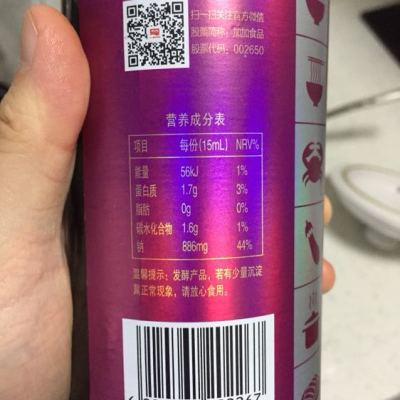 扫一扫关注官方微信
股票简称：加加食品
股票代码：002650
营养成分表
项目 每份(15mL) NRV%
能量 56kJ 1%
蛋白质 1.7g 3%
脂肪 0g 0%
碳水化合物 1.6g 1%
钠 886mg 44%
温馨提示：发酵产品，若有少量沉淀
属正常现象，请放心食用。